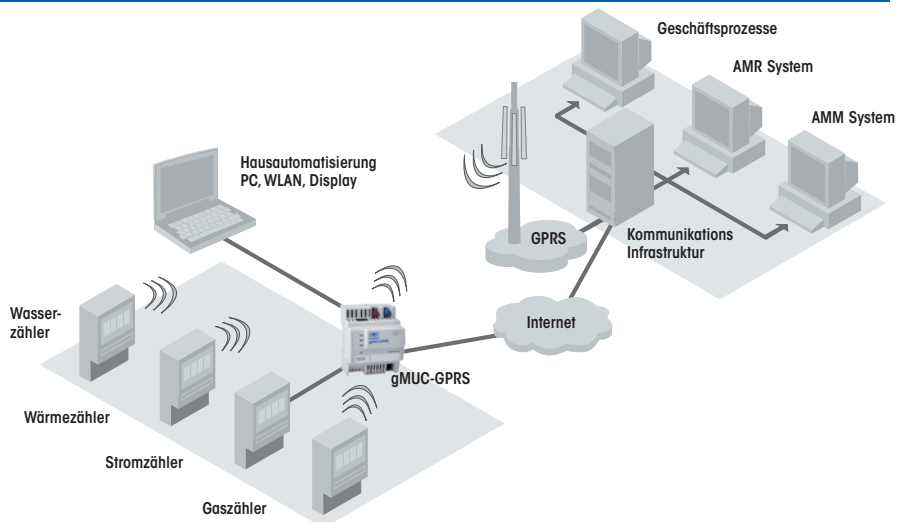 Geschäftsprozesse
AMR System
AMM System
Hausautomatisierung
PC, WLAN, Display
GPRS
Kommunikations
Infrastruktur
Internet
Wasser-
zähler
gMUC-GPRS
Wärmezähler
Stromzähler
Gaszähler